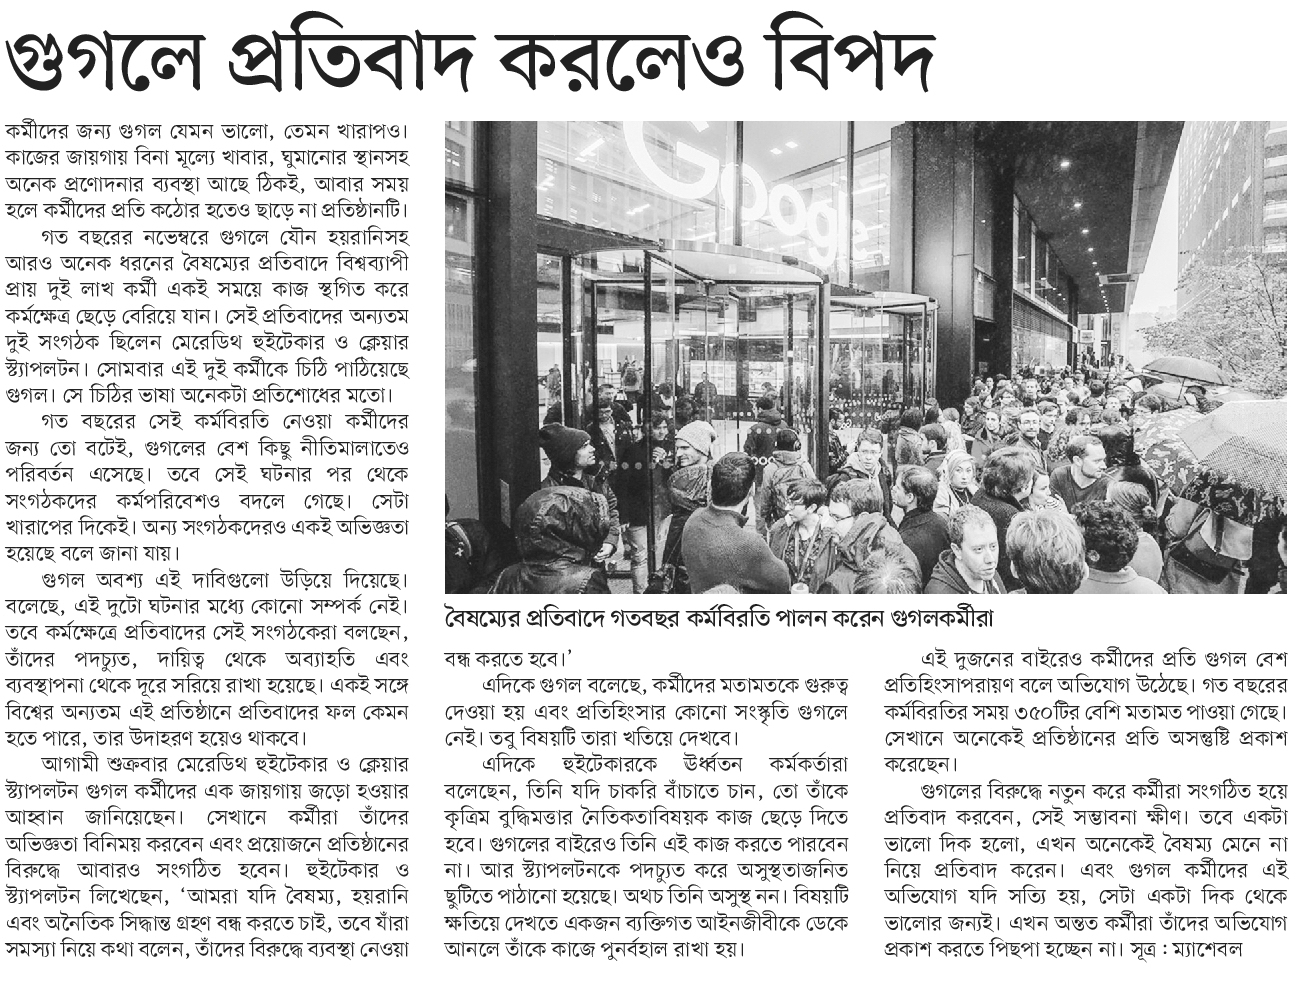 গুগলে প্রতিবাদ করলেও বিপদ
কর্মীদের জন্য গুগল যেমন ভালো, তেমন খারাপও।
কাজের জায়গায় বিনা মূল্যে খাবার, ঘুমানোর স্থানসহ
অনেক প্রণোদনার ব্যবস্থা আছে ঠিকই, আবার সময়
হলে কর্মীদের প্রতি কঠোর হতেও ছাড়ে না প্রতিষ্ঠানটি।
গত বছরের নভেম্বরে গুগলে যৌন হয়রানিসহ
আরও অনেক ধরনের বৈষম্যের প্রতিবাদে বিশ্বব্যাপী
প্রায় দুই লাখ কর্মী একই সময়ে কাজ স্থগিত করে
কর্মক্ষেত্র ছেড়ে বেরিয়ে যান। সেই প্রতিবাদের অন্যতম
দুই সংগঠক ছিলেন মেরেডিথ হুইটেকার ও ক্লেয়ার
স্ট্যাপলটন। সোমবার এই দুই কর্মীকে চিঠি পাঠিয়েছে
গুগল। সে চিঠির ভাষা অনেকটা প্রতিশোধের মতো।
গত বছরের সেই কর্মবিরতি নেওয়া কর্মীদের
জন্য তো বটেই, গুগলের বেশ কিছু নীতিমালাতেও
পরিবর্তন এসেছে। তবে সেই ঘটনার পর থেকে
সংগঠকদের কর্মপরিবেশও বদলে গেছে। সেটা
খারাপের দিকেই। অন্য সংগঠকদেরও একই অভিজ্ঞতা
হয়েছে বলে জানা যায়।
গুগল অবশ্য এই দাবিগুলো উড়িয়ে দিয়েছে।
বলেছে, এই দুটো ঘটনার মধ্যে কোনো সম্পর্ক নেই।
তবে কর্মক্ষেত্রে প্রতিবাদের সেই সংগঠকেরা বলছেন,
তাঁদের পদচ্যুত, দায়িত্ব থেকে অব্যাহতি এবং
ব্যবস্থাপনা থেকে দূরে সরিয়ে রাখা হয়েছে। একই সঙ্গে
বিশ্বের অন্যতম এই প্রতিষ্ঠানে প্রতিবাদের ফল কেমন
হতে পারে, তার উদাহরণ হয়েও থাকবে।
আগামী শুক্রবার মেরেডিথ হুইটেকার ও ক্লেয়ার
স্ট্যাপলটন গুগল কর্মীদের এক জায়গায় জড়ো হওয়ার
আহ্বান জানিয়েছেন। সেখানে কর্মীরা তাঁদের
অভিজ্ঞতা বিনিময় করবেন এবং প্রয়োজনে প্রতিষ্ঠানের
বিরুদ্ধে আবারও সংগঠিত হবেন। হুইটেকার ও
স্ট্যাপলটন লিখেছেন, ‘আমরা যদি বৈষম্য, হয়রানি
এবং অনৈতিক সিদ্ধান্ত গ্রহণ বন্ধ করতে চাই, তবে যাঁরা
সমস্যা নিয়ে কথা বলেন, তাঁদের বিরুদ্ধে ব্যবস্থা নেওয়া
Google
বৈষম্যের প্রতিবাদে গতবছর কর্মবিরতি পালন করেন গুগলকর্মীরা
বন্ধ করতে হবে।’
এদিকে গুগল বলেছে, কর্মীদের মতামতকে গুরুত্ব
দেওয়া হয় এবং প্রতিহিংসার কোনো সংস্কৃতি গুগলে
নেই। তবু বিষয়টি তারা খতিয়ে দেখবে।
এদিকে হুইটেকারকে ঊর্ধ্বতন কর্মকর্তারা
বলেছেন, তিনি যদি চাকরি বাঁচাতে চান, তো তাঁকে
কৃত্রিম বুদ্ধিমত্তার নৈতিকতাবিষয়ক কাজ ছেড়ে দিতে
হবে। গুগলের বাইরেও তিনি এই কাজ করতে পারবেন
না। আর স্ট্যাপলটনকে পদচ্যুত করে অসুস্থতাজনিত
ছুটিতে পাঠানো হয়েছে। অথচ তিনি অসুস্থ নন। বিষয়টি
ক্ষতিয়ে দেখতে একজন ব্যক্তিগত আইনজীবীকে ডেকে
আনলে তাঁকে কাজে পুনর্বহাল রাখা হয়।
এই দুজনের বাইরেও কর্মীদের প্রতি গুগল বেশ
প্রতিহিংসাপরায়ণ বলে অভিযোগ উঠেছে। গত বছরের
কর্মবিরতির সময় ৩৫০টির বেশি মতামত পাওয়া গেছে।
সেখানে অনেকেই প্রতিষ্ঠানের প্রতি অসন্তুষ্টি প্রকাশ
করেছেন।
গুগলের বিরুদ্ধে নতুন করে কর্মীরা সংগঠিত হয়ে
প্রতিবাদ করবেন, সেই সম্ভাবনা ক্ষীণ। তবে একটা
ভালো দিক হলো, এখন অনেকেই বৈষম্য মেনে না
নিয়ে প্রতিবাদ করেন। এবং গুগল কর্মীদের এই
অভিযোগ যদি সত্যি হয়, সেটা একটা দিক থেকে
ভালোর জন্যই। এখন অন্তত কর্মীরা তাঁদের অভিযোগ
প্রকাশ করতে পিছপা হচ্ছেন না। সূত্র : ম্যাশেবল